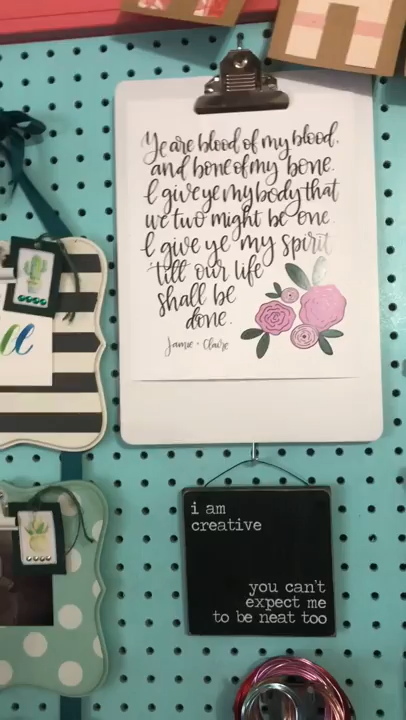 Ye are blood of my blood,
and bone of my bone.
I give ye my body that
we two might be one.
I give ye my spirit
till our life
shall be
done.
Jamie + Claire
i am
creative
you can't
expect me
to be neat too